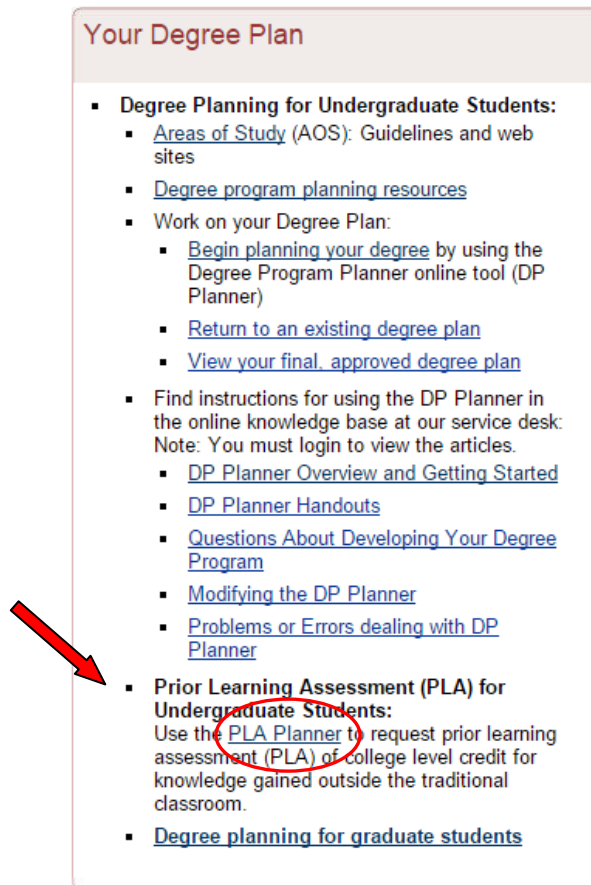 Your Degree Plan
Degree Planning for Undergraduate Students:
Areas of Study (AOS): Guidelines and web
sites
Degree program planning resources
Work on your Degree Plan:
Begin planning your degree by using the
Degree Program Planner online tool (DP
Planner)
Return to an existing degree plan
View your final, approved degree plan
Find instructions for using the DP Planner in
the online knowledge base at our service desk:
Note: You must login to view the articles.
DP Planner Overview and Getting Started
DP Planner Handouts
Questions About Developing Your Degree
Program
Modifying the DP Planner
Problems or Errors dealing with DP
Planner
Prior Learning Assessment (PLA) for
Undergraduate Students:
Use the PLA Planner to request prior learning
assessment (PLA) of college level credit for
knowledge gained outside the traditional
classroom.
Degree planning for graduate students